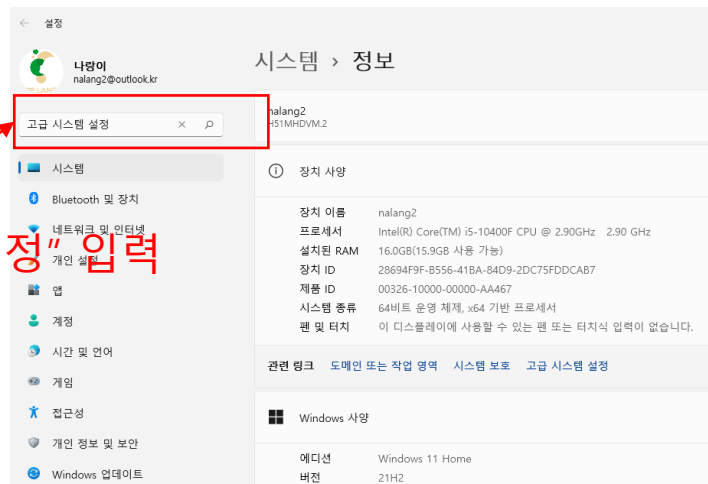 ← 설정
나랑이
nalang2@outlook.kr
시스템 › 정보
고급 시스템 설정
nalang2
H51MHDVM.2
시스템
Bluetooth 및 장치
네트워크 및 인터넷
정" 입력
개인 설정
앱
계정
시간 및 언어
게임
접근성
개인 정보 및 보안
Windows 업데이트
장치 사양
장치 이름 nalang2
프로세서 Intel(R) Core(TM) i5-10400F CPU @ 2.90GHz 2.90 GHz
설치된 RAM 16.0GB(15.9GB 사용 가능)
장치 ID 28694F9F-B556-41BA-84D9-2DC75FDDCAB7
제품 ID 00326-10000-00000-AA467
시스템 종류 64비트 운영 체제, x64 기반 프로세서
펜 및 터치 이 디스플레이에 사용할 수 있는 펜 또는 터치식 입력이 없습니다.
관련 링크 도메인 또는 작업 영역 시스템 보호 고급 시스템 설정
Windows 사양
에디션 Windows 11 Home
버전 21H2